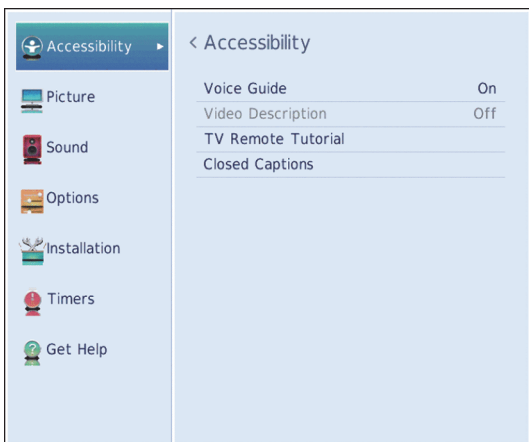 Accessibility
Picture
Sound
Options
Installation
Timers
Get Help
< Accessibility
Voice Guide On
Video Description Off
TV Remote Tutorial
Closed Captions